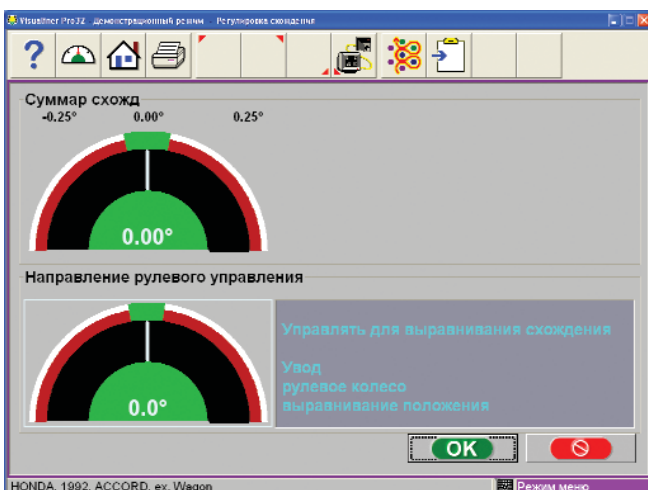 Visualiner Pro32 Демонстрационный режим - Регулировка схождения
?
Суммар схожд
-0.25° 0.00° 0.25°
0.00°
Направление рулевого управления
0.0°
Управлять для выравнивания схождения
Увод
рулевое колесо
выравнивание положения
OK
HONDA, 1992, ACCORD, ex. Wagon
Режим меню